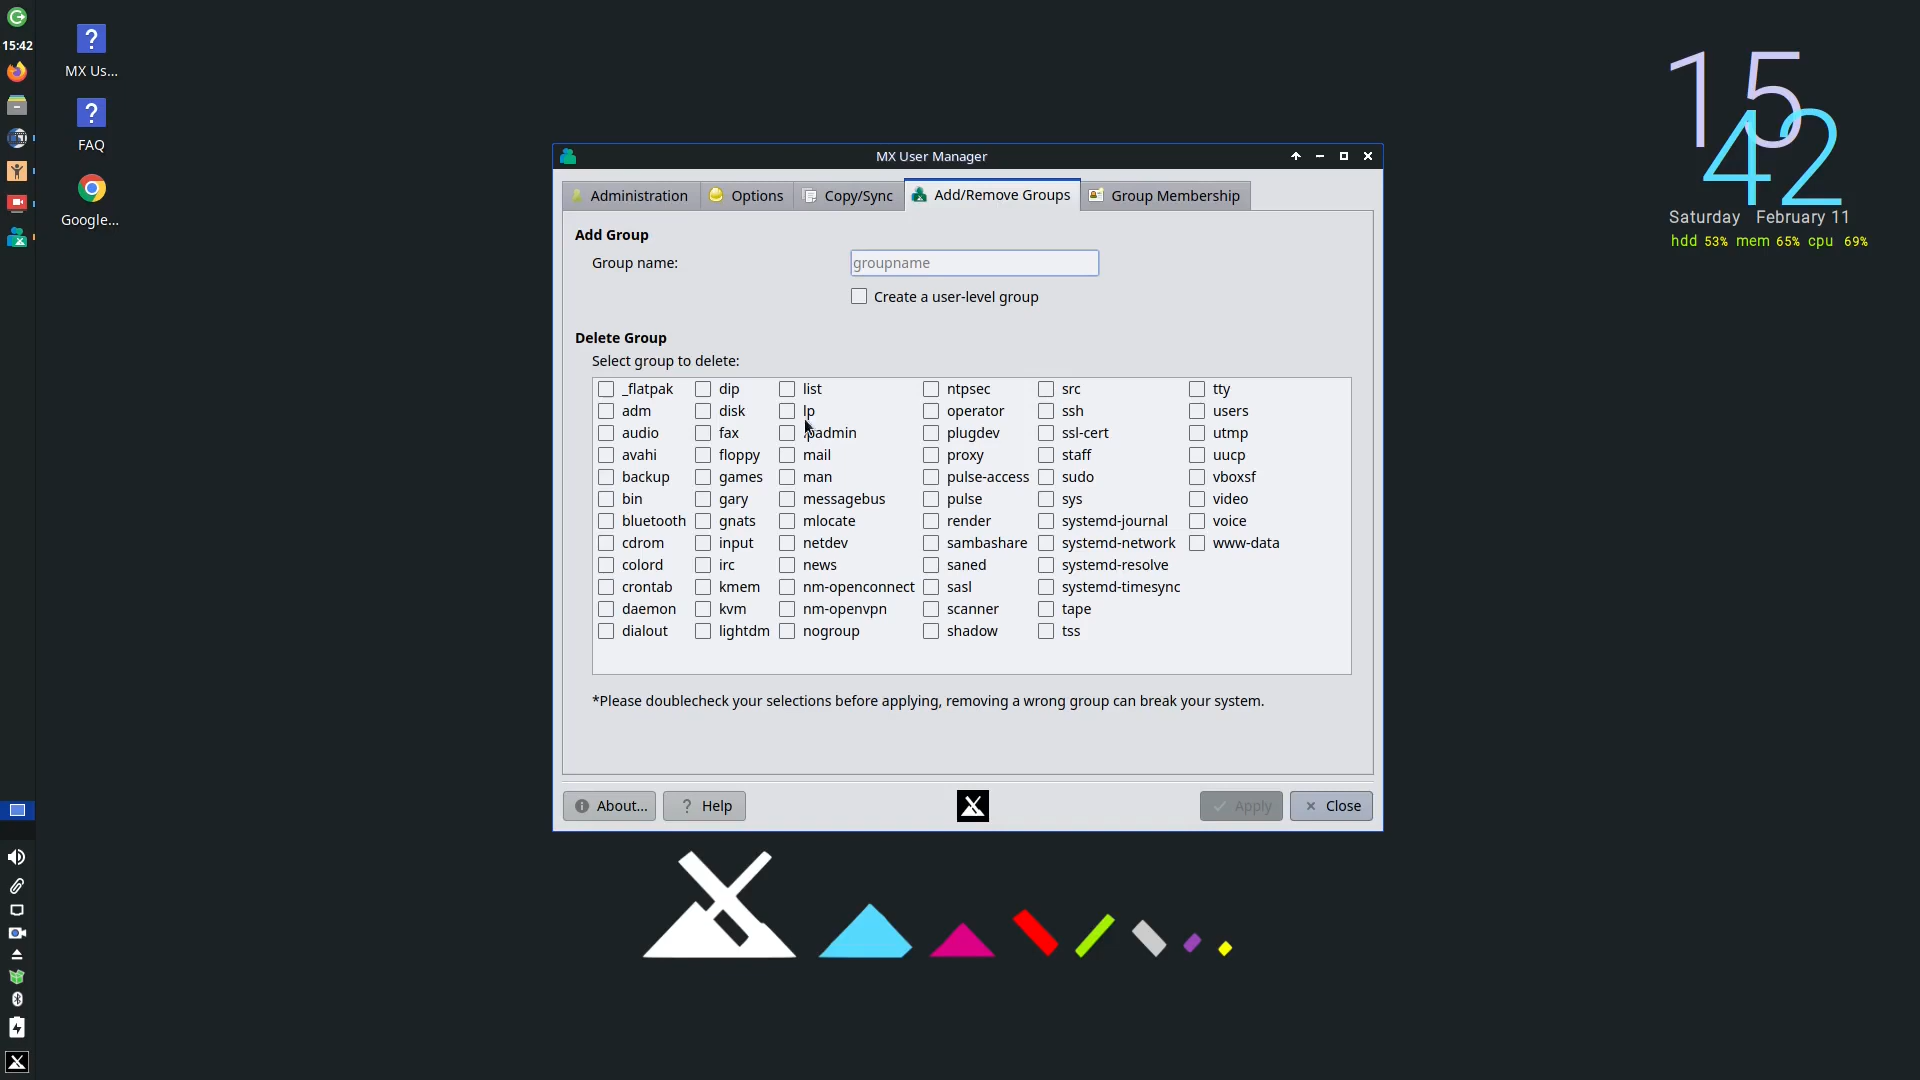 15:42
MX Us...
FAQ
Google...
15
42
Saturday February 11
hdd 53% mem 65% cpu 69%
MX User Manager
Administration Options Copy/Sync Add/Remove Groups Group Membership
Add Group
Group name: groupname
Create a user-level group
Delete Group
Select group to delete:
_flatpak dip list ntpsec src tty
adm disk lp operator ssh users
audio fax lpadmin plugdev ssl-cert utmp
avahi floppy mail proxy staff uucp
backup games man pulse-access sudo vboxsf
bin gary messagebus pulse sys video
bluetooth gnats mlocate render systemd-journal voice
cdrom input netdev sambashare systemd-network www-data
colord irc news saned systemd-resolve
crontab kmem nm-openconnect sasl systemd-timesync
daemon kvm nm-openvpn scanner tape
dialout lightdm nogroup shadow tss
*Please doublecheck your selections before applying, removing a wrong group can break your system.
About... Help Apply Close